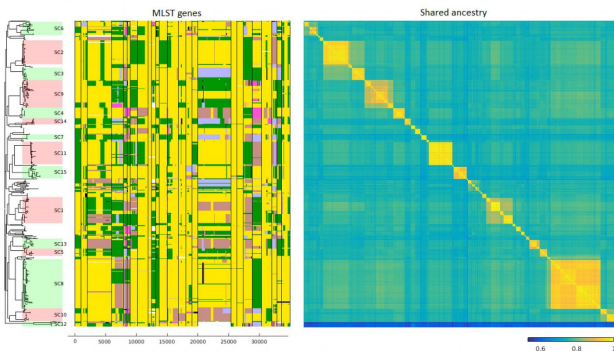 MLST genes
Shared ancestry
SC6
SC2
SC3
SC9
SC4
SC14
SC7
SC11
SC15
SC1
SC13
SC5
SC8
SC10
SC12
0 5000 10000 15000 20000 25000 30000
0.6 0.8 1